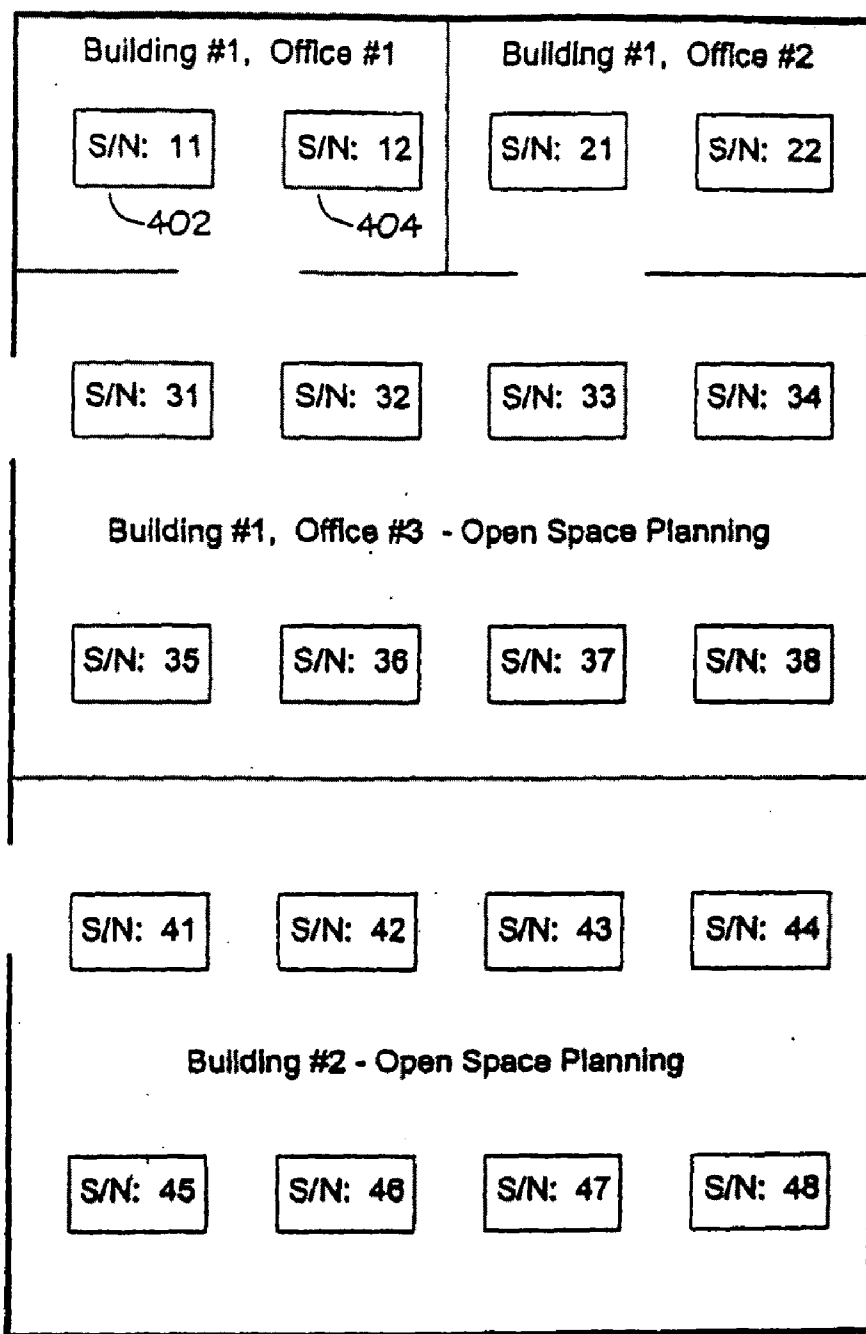 Building #1, Office #1 Building #1, Office #2
S/N: 11 S/N: 12 S/N: 21 S/N: 22
402 404
S/N: 31 S/N: 32 S/N: 33 S/N: 34
Building #1, Office #3 - Open Space Planning
S/N: 35 S/N: 36 S/N: 37 S/N: 38
S/N: 41 S/N: 42 S/N: 43 S/N: 44
Building #2 - Open Space Planning
S/N: 45 S/N: 46 S/N: 47 S/N: 48